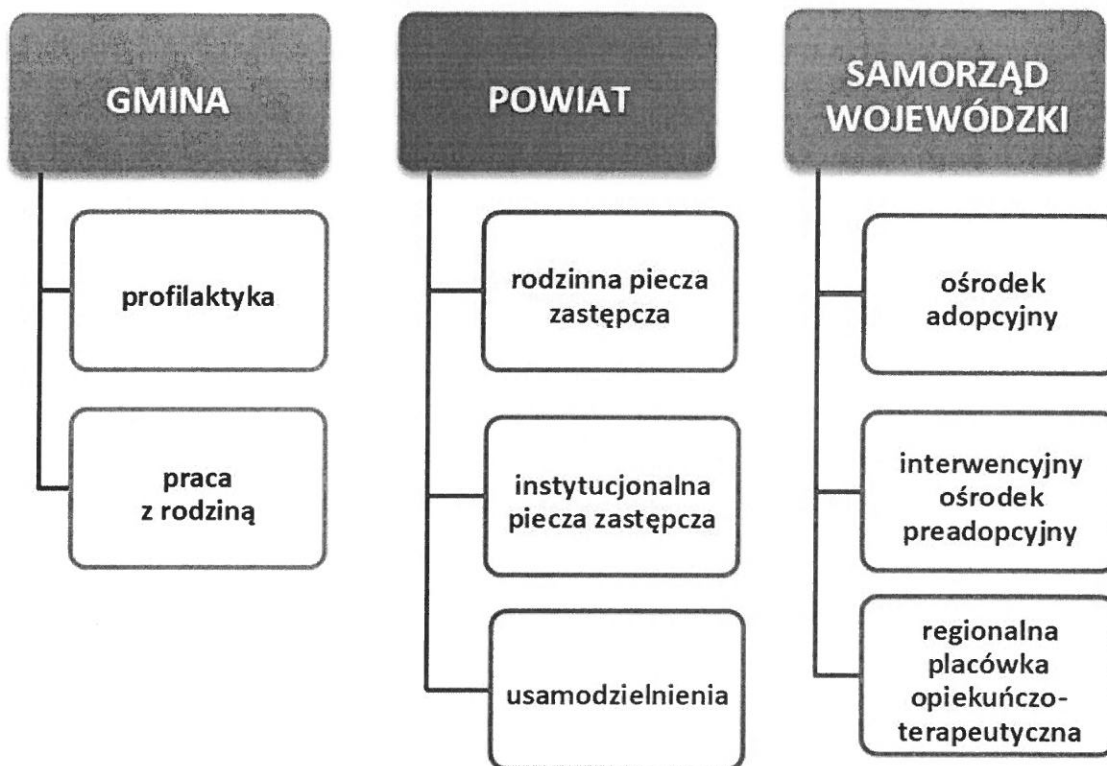 GMINA
profilaktyka
praca
z rodziną
POWIAT
rodzinna piecza
zastępcza
instytucjonalna
piecza zastępcza
usamodzielnienia
SAMORZĄD
WOJEWÓDZKI
ośrodek
adopcyjny
interwencyjny
ośrodek
preadopcyjny
regionalna
placówka
opiekuńczo-
terapeutyczna